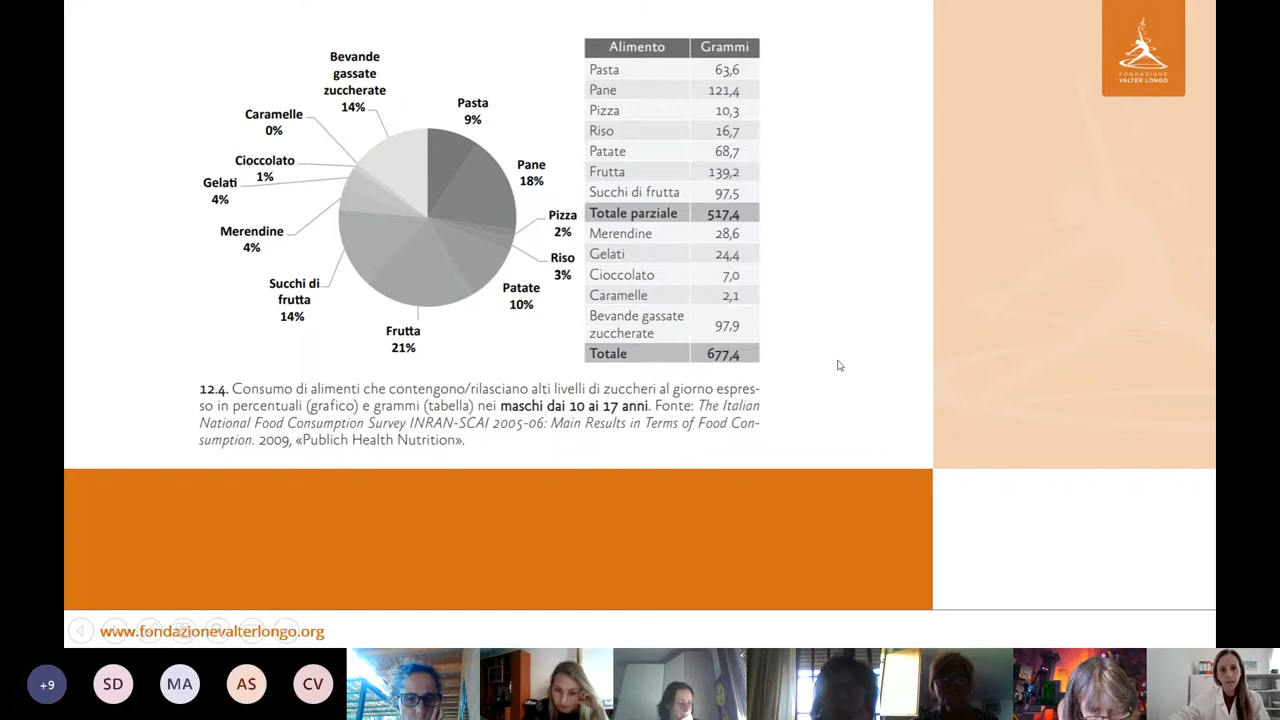 Bevande
gassate
zuccherate
14%
Pasta
9%
Caramelle
0%
Cioccolato
1%
Pane
18%
Gelati
4%
Pizza
2%
Merendine
4%
Riso
3%
Succhi di
frutta
14%
Patate
10%
Frutta
21%
Alimento Grammi
Pasta 63,6
Pane 121,4
Pizza 10,3
Riso 16,7
Patate 68,7
Frutta 139,2
Succhi di frutta 97,5
Totale parziale 517,4
Merendine 28,6
Gelati 24,4
Cioccolato 7,0
Caramelle 2,1
Bevande gassate
zuccherate 97,9
Totale 677,4
12.4. Consumo di alimenti che contengono/rilasciano alti livelli di zuccheri al giorno espres-
so in percentuali (grafico) e grammi (tabella) nei maschi dai 10 ai 17 anni. Fonte: The Italian
National Food Consumption Survey INRAN-SCAI 2005-06: Main Results in Terms of Food Con-
sumption. 2009, «Publich Health Nutrition».
FONDAZIONE
VALTER LONGO
www.fondazionevalterlongo.org
+9 SD MA AS CV